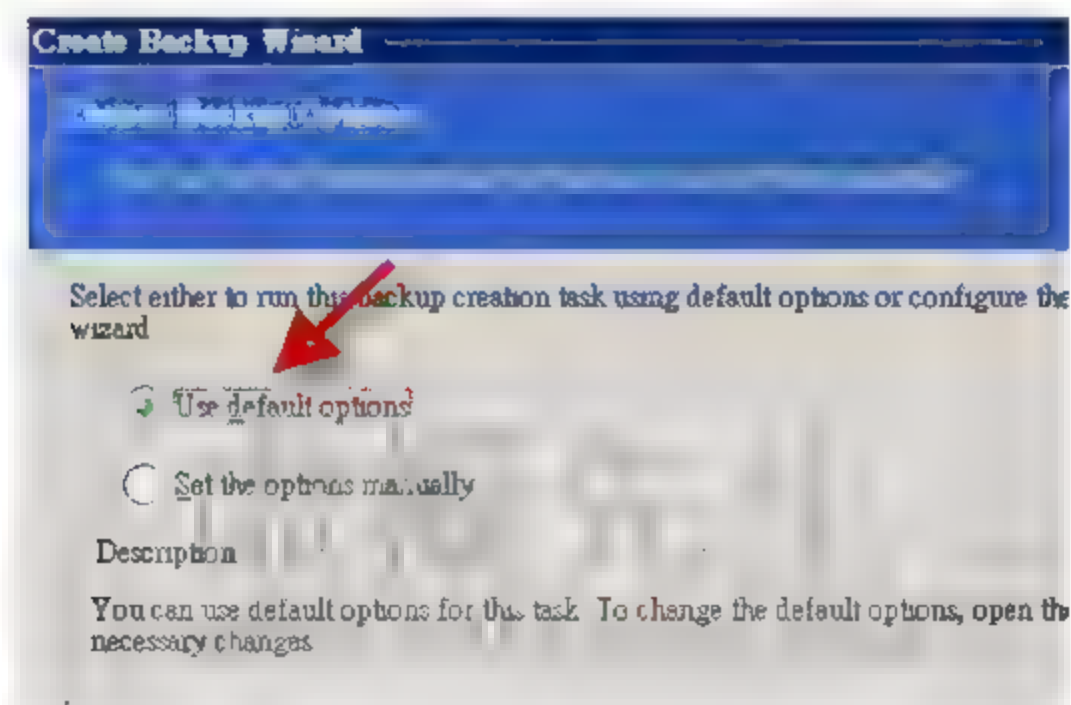 Create Backup Wizard
Select either to run this backup creation task using default options or configure the
wizard
Use default options
Set the options manually
Description
You can use default options for this task To change the default options, open the
necessary changes